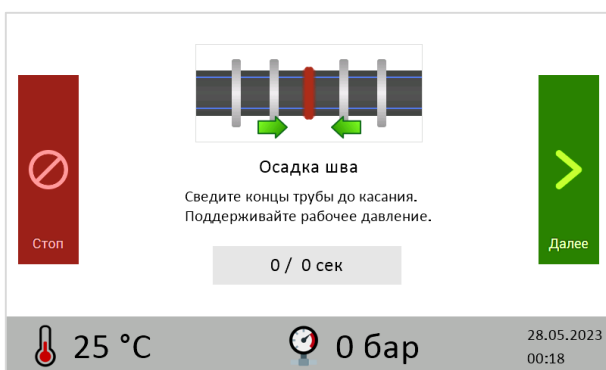 Осадка шва
Сведите концы трубы до касания.
Поддерживайте рабочее давление.
Стоп
Далее
0 / 0 сек
25 °C
0 бар
28.05.2023
00:18